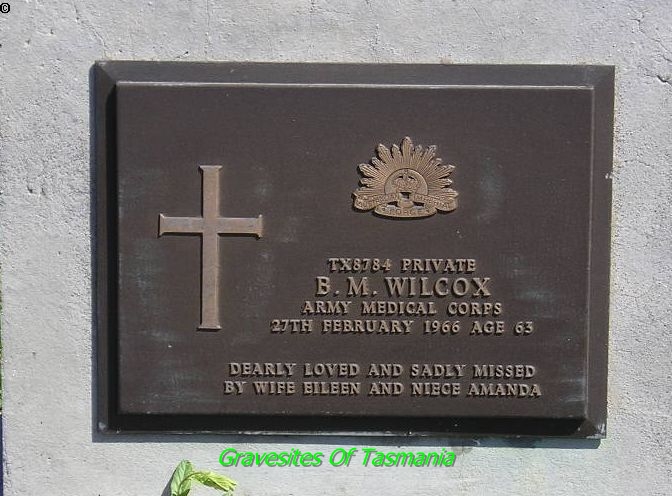 ©
TX8784 PRIVATE
B. M. WILCOX
ARMY MEDICAL CORPS
27TH FEBRUARY 1966 AGE 63
DEARLY LOVED AND SADLY MISSED
BY WIFE EILEEN AND NIECE AMANDA
Gravesites Of Tasmania